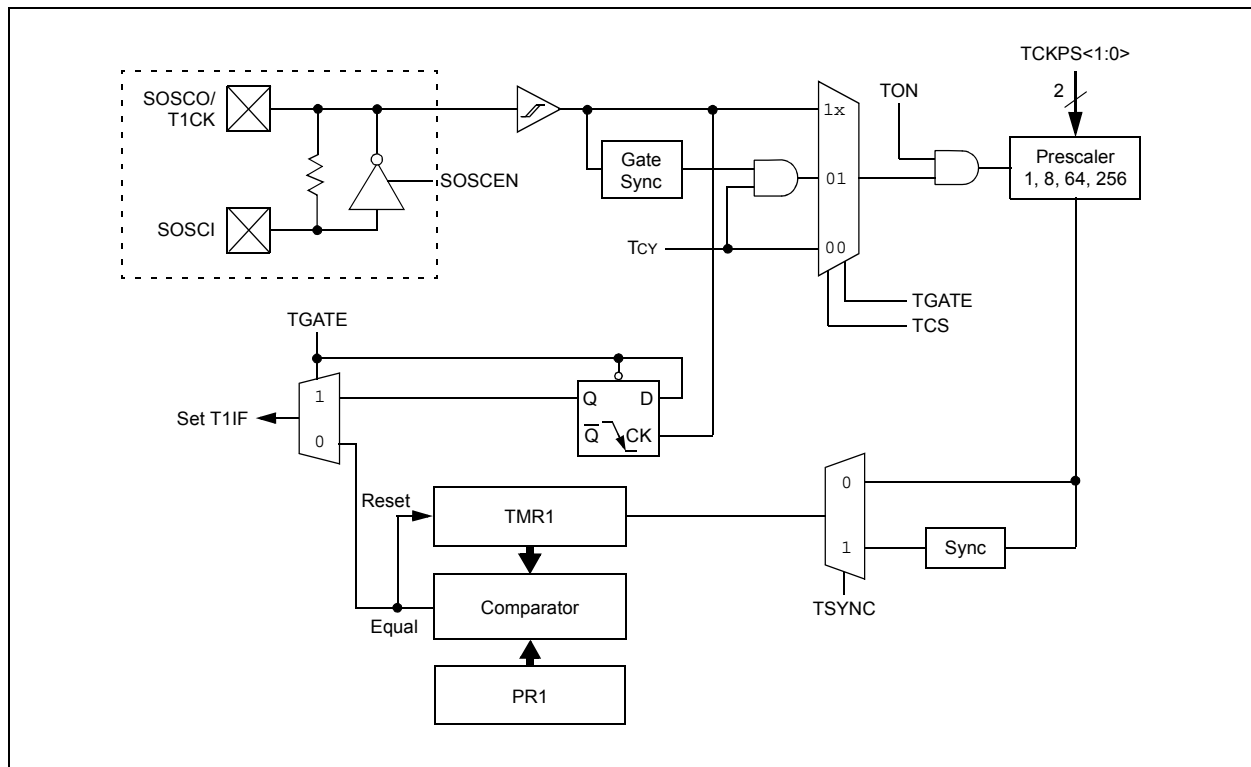 TCKPS<1:0>
2
SOSCO/
T1CK
TON
1x
Gate
Sync
Prescaler
1, 8, 64, 256
SOSCEN
01
SOSCI
TCY
00
TGATE
TCS
TGATE
1
Q
D
Set T1IF
0
Q
CK
Reset
TMR1
0
1
Sync
Comparator
TSYNC
Equal
PR1